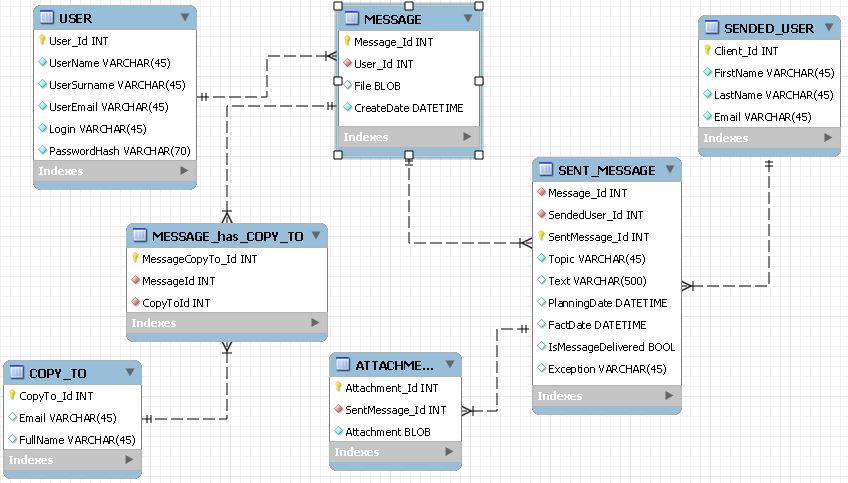 USER
User_Id INT
UserName VARCHAR(45)
UserSurname VARCHAR(45)
UserEmail VARCHAR(45)
Login VARCHAR(45)
PasswordHash VARCHAR(70)
Indexes
MESSAGE
Message_Id INT
User_Id INT
File BLOB
CreateDate DATETIME
Indexes
SENDED_USER
Client_Id INT
FirstName VARCHAR(45)
LastName VARCHAR(45)
Email VARCHAR(45)
Indexes
SENT_MESSAGE
Message_Id INT
SendedUser_Id INT
SentMessage_Id INT
Topic VARCHAR(45)
Text VARCHAR(500)
PlanningDate DATETIME
FactDate DATETIME
IsMessageDelivered BOOL
Exception VARCHAR(45)
Indexes
MESSAGE_has_COPY_TO
MessageCopyTo_Id INT
MessageId INT
CopyToId INT
Indexes
COPY_TO
CopyTo_Id INT
Email VARCHAR(45)
FullName VARCHAR(45)
Indexes
ATTACHME...
Attachment_Id INT
SentMessage_Id INT
Attachment BLOB
Indexes